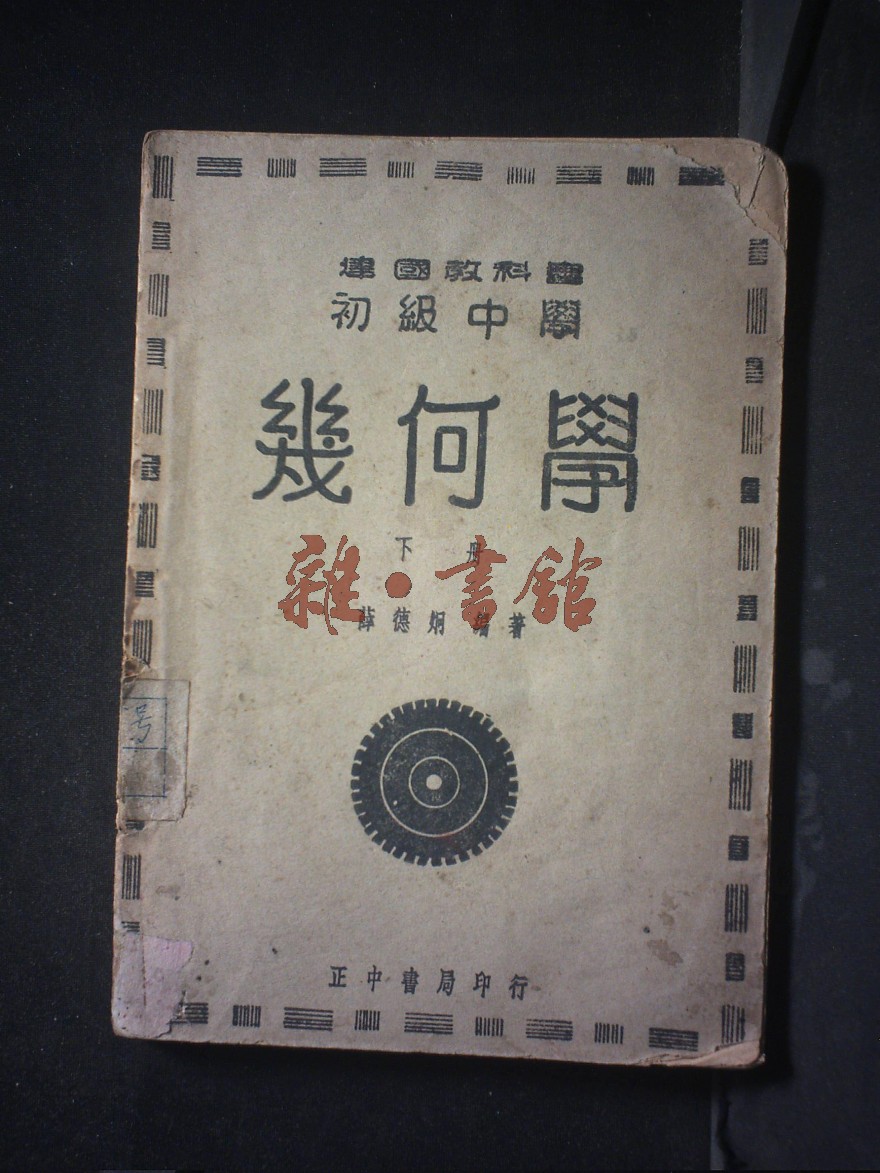 建國教科書
初級中學
幾何學
下冊
雜·書館
薛德炯編著
号
正中書局印行